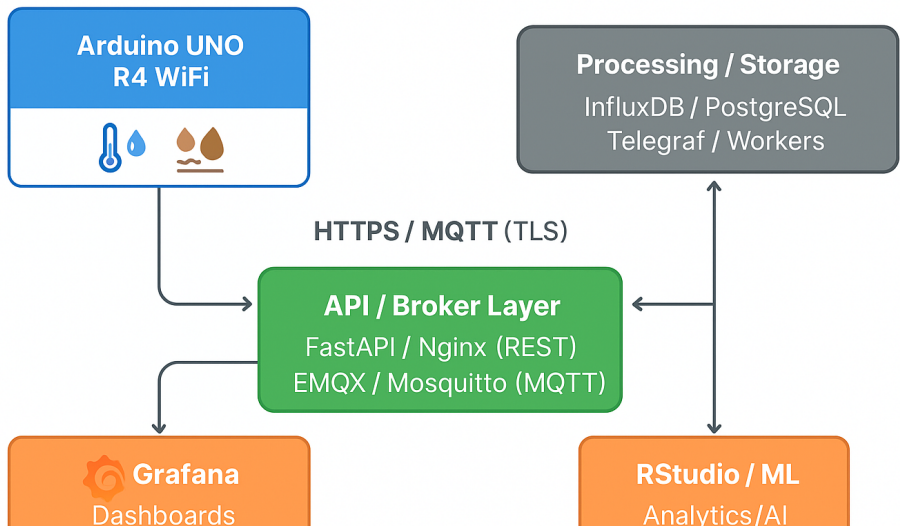 Arduino UNO
R4 WiFi
Processing / Storage
InfluxDB / PostgreSQL
Telegraf / Workers
HTTPS / MQTT (TLS)
API / Broker Layer
FastAPI / Nginx (REST)
EMQX / Mosquitto (MQTT)
Grafana
Dashboards
RStudio / ML
Analytics/AI